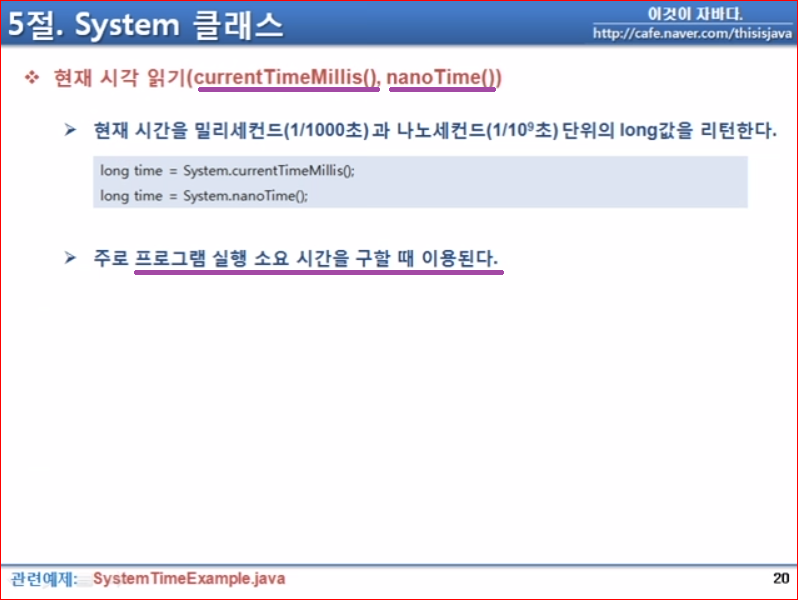 5절. System 클래스
이것이 자바다.
http://cafe.naver.com/thisisjava
현재 시각 읽기(currentTimeMillis(), nanoTime())
현재 시간을 밀리세컨드(1/1000초)과 나노세컨드(1/10⁹초) 단위의 long값을 리턴한다.
long time = System.currentTimeMillis();
long time = System.nanoTime();
주로 프로그램 실행 소요 시간을 구할 때 이용된다.
관련예제: SystemTimeExample.java
20